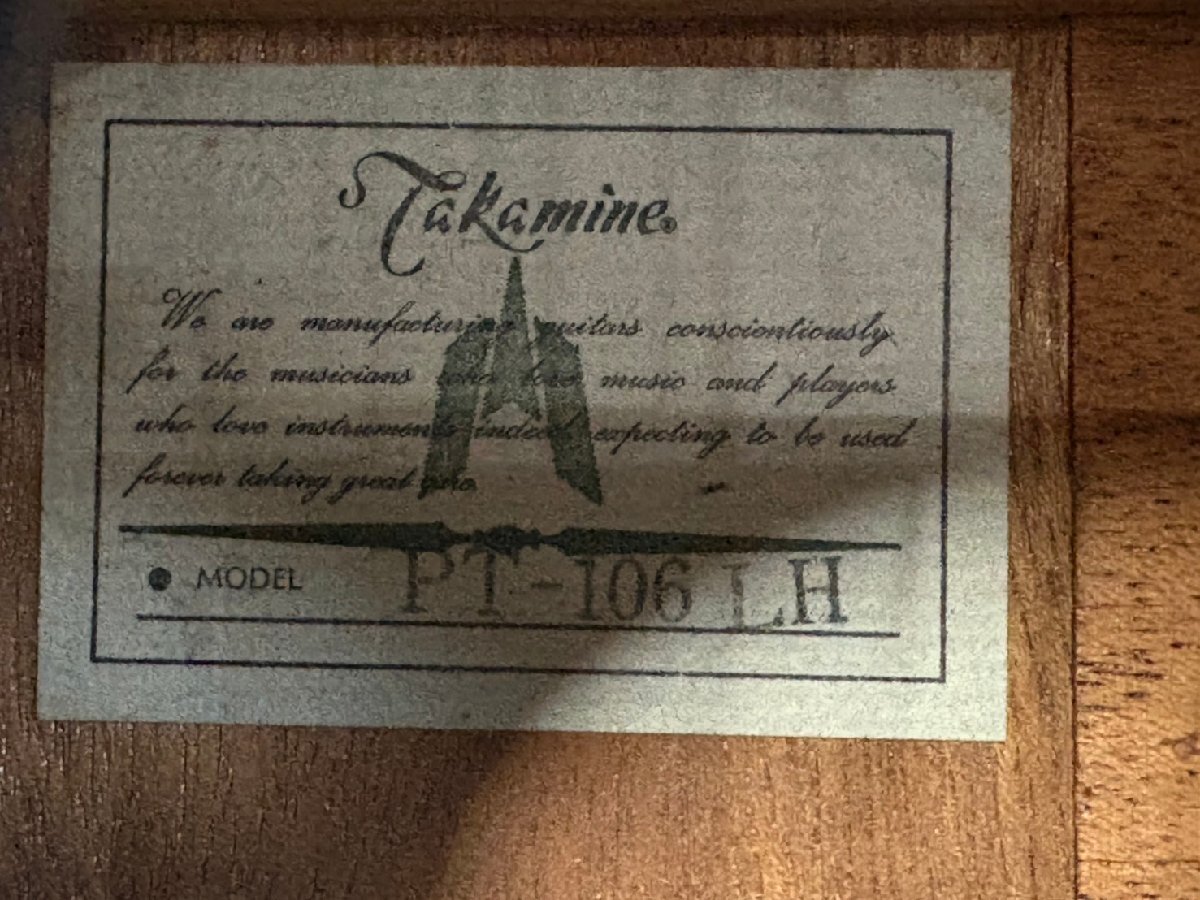 Takamine®
We are manufacturing guitars conscientiously
for the musicians who love music and players
who love instruments indeed expecting to be used
forever taking great care.
● MODEL PT-106 LH